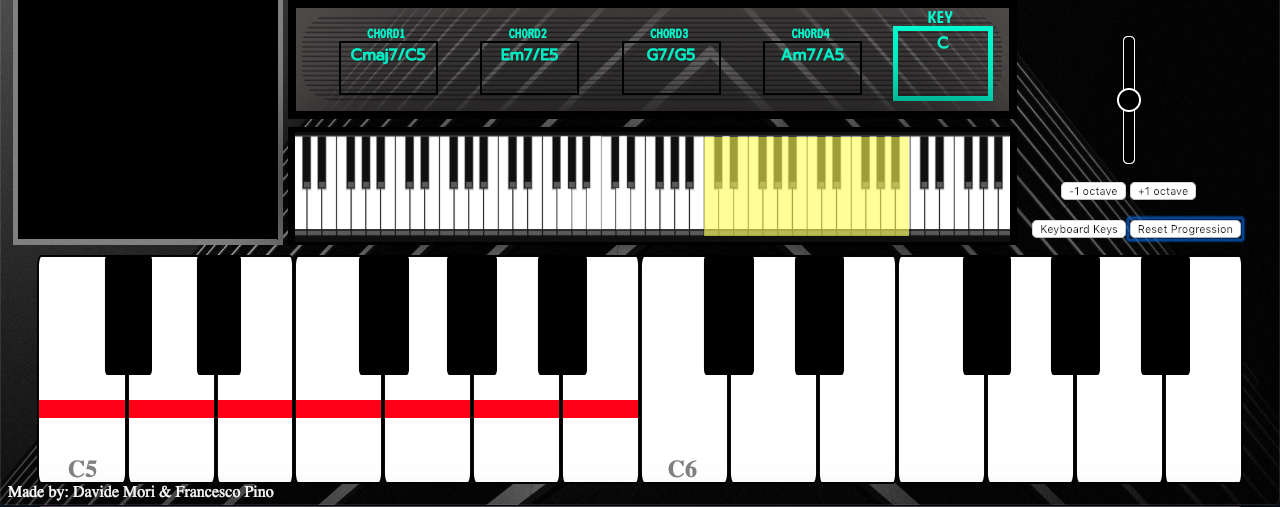 KEY
CHORD1 CHORD2 CHORD3 CHORD4
Cmaj7/C5 Em7/E5 G7/G5 Am7/A5 C
-1 octave +1 octave
Keyboard Keys Reset Progression
C5 C6
Made by: Davide Mori & Francesco Pino